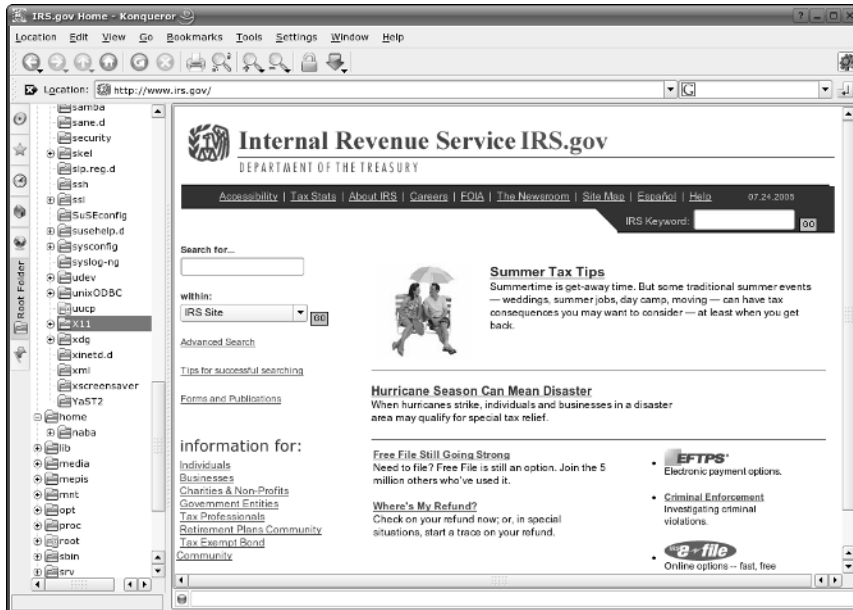 IRS.gov Home - Konqueror
Location Edit View Go Bookmarks Tools Settings Window Help
Location: http://www.irs.gov/
Root Folder
samba
sane.d
security
skel
slp.reg.d
ssh
ssl
SuSEconfig
susehelp.d
sysconfig
syslog-ng
udev
unixODBC
uucp
X11
xdg
xinetd.d
xml
xscreensaver
YaST2
home
naba
lib
media
mepis
mnt
opt
proc
root
sbin
srv
Internal Revenue Service IRS.gov
DEPARTMENT OF THE TREASURY
Accessibility | Tax Stats | About IRS | Careers | FOIA | The Newsroom | Site Map | Español | Help 07.24.2005
IRS Keyword: GO
Search for...
within:
IRS Site GO
Advanced Search
Tips for successful searching
Forms and Publications
information for:
Individuals
Businesses
Charities & Non-Profits
Government Entities
Tax Professionals
Retirement Plans Community
Tax Exempt Bond
Community
Summer Tax Tips
Summertime is get-away time. But some traditional summer events
— weddings, summer jobs, day camp, moving — can have tax
consequences you may want to consider — at least when you get
back.
Hurricane Season Can Mean Disaster
When hurricanes strike, individuals and businesses in a disaster
area may qualify for special tax relief.
Free File Still Going Strong
Need to file? Free File is still an option. Join the 5
million others who've used it.
Where's My Refund?
Check on your refund now; or, in special
situations, start a trace on your refund.
EFTPS
Electronic payment options.
Criminal Enforcement
Investigating criminal
violations.
IRS e-file
Online options -- fast, free